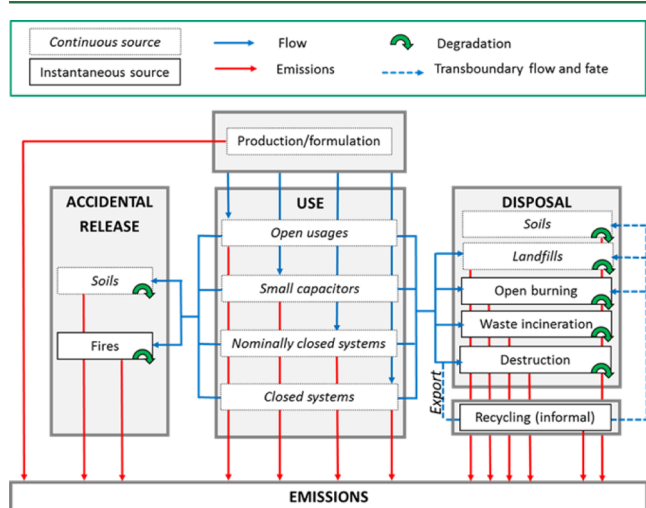 Continuous source
Flow
Degradation
Instantaneous source
Emissions
Transboundary flow and fate
Production/formulation
ACCIDENTAL
RELEASE
USE
DISPOSAL
Soils
Open usages
Landfills
Soils
Small capacitors
Open burning
Waste incineration
Fires
Nominally closed systems
Destruction
Export
Closed systems
Recycling (informal)
EMISSIONS